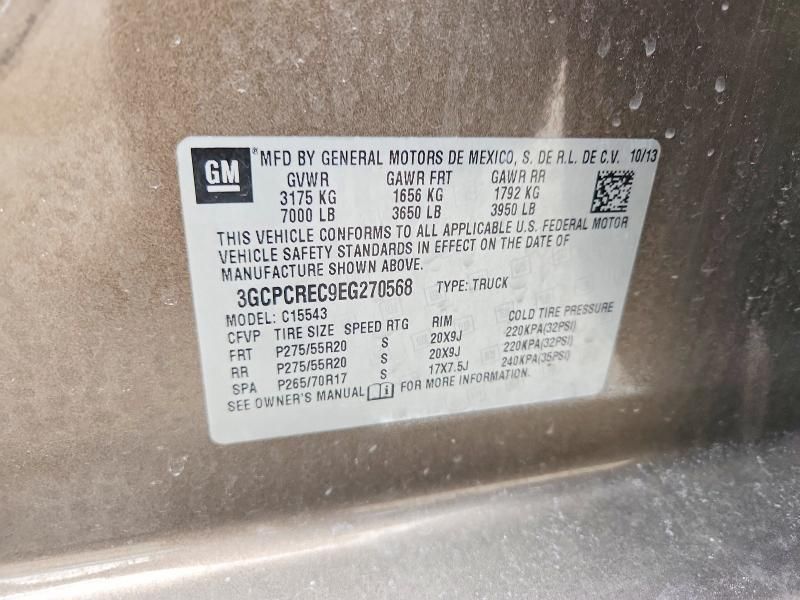 GM ® MFD BY GENERAL MOTORS DE MEXICO, S. DE R.L. DE C.V. 10/13
GVWR GAWR FRT GAWR RR
3175 KG 1656 KG 1792 KG
7000 LB 3650 LB 3950 LB
THIS VEHICLE CONFORMS TO ALL APPLICABLE U.S. FEDERAL MOTOR
VEHICLE SAFETY STANDARDS IN EFFECT ON THE DATE OF
MANUFACTURE SHOWN ABOVE.
3GCPCREC9EG270568 TYPE: TRUCK
MODEL: C15543
CFVP TIRE SIZE SPEED RTG RIM COLD TIRE PRESSURE
FRT P275/55R20 S 20X9J 220KPA(32PSI)
RR P275/55R20 S 20X9J 220KPA(32PSI)
SPA P265/70R17 S 17X7.5J 240KPA(35PSI)
SEE OWNER'S MANUAL FOR MORE INFORMATION.